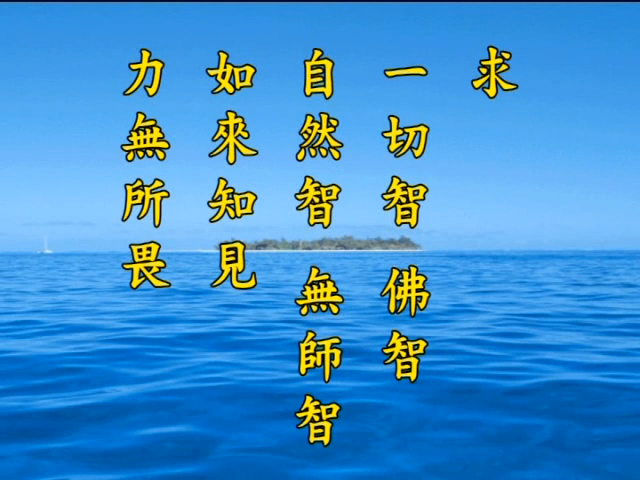 求
一切智 佛智
自然智 無師智
如來知見
力無所畏